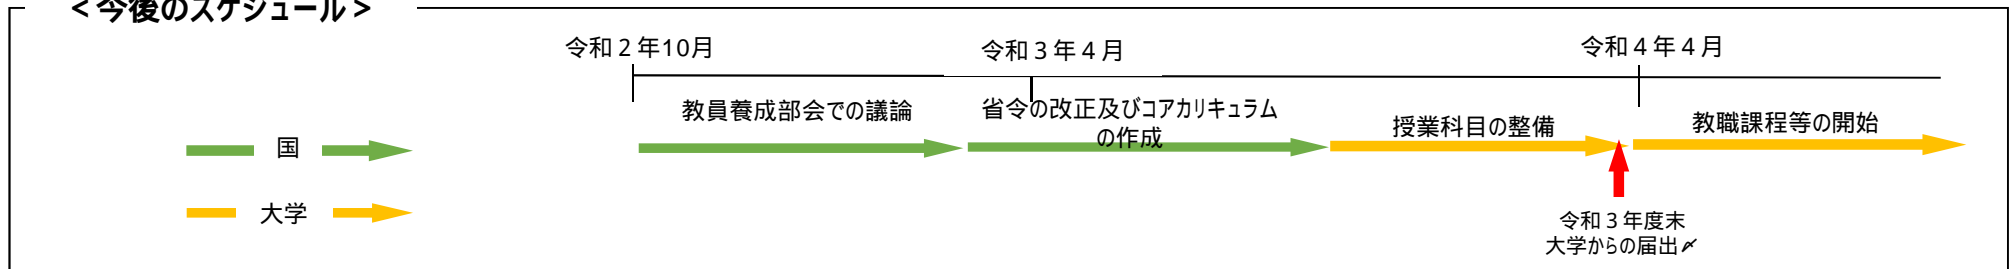 <今後のスケジュール>
令和２年10月
令和３年４月
令和４年４月
教員養成部会での議論
省令の改正及びコアカリキュラム
の作成
授業科目の整備
教職課程等の開始
国
大学
令和３年度末
大学からの届出〆